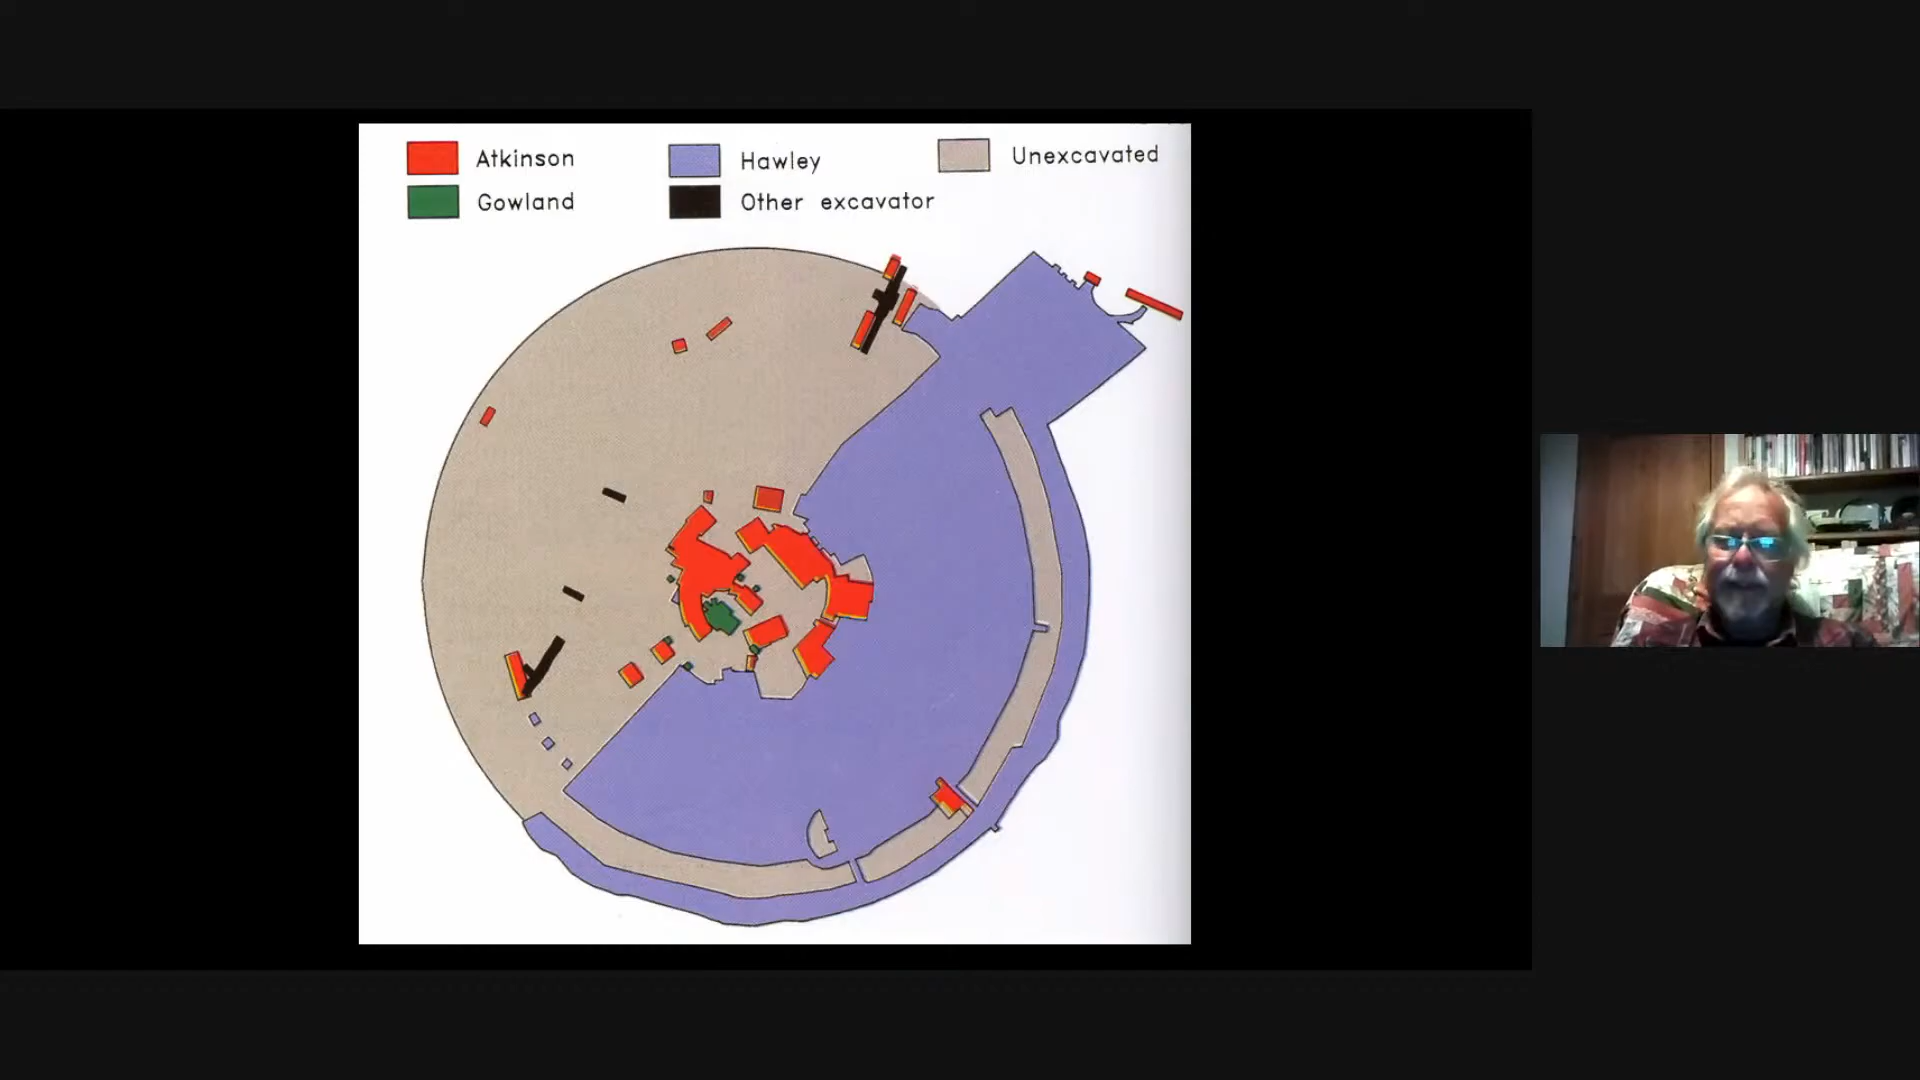 Atkinson
Hawley
Unexcavated
Gowland
Other excavator